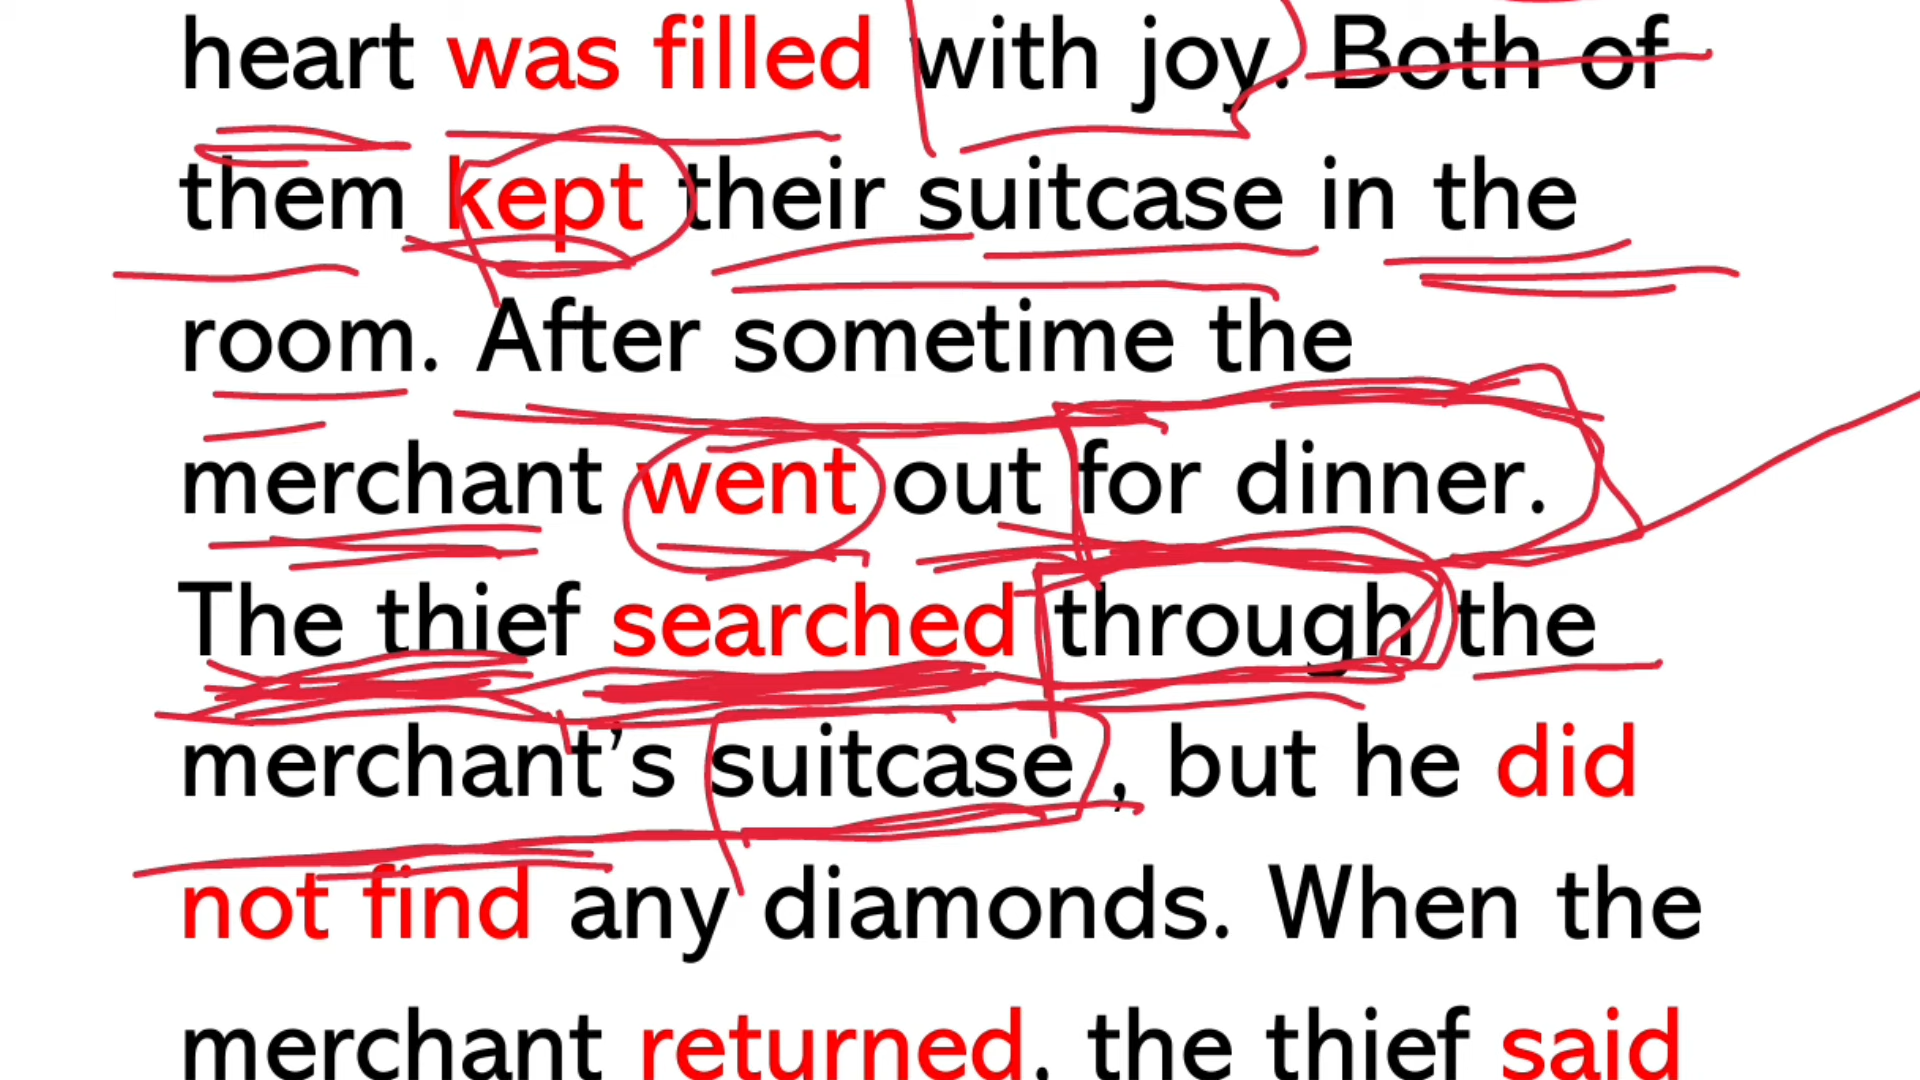 heart was filled with joy. Both of
them kept their suitcase in the
room. After sometime the
merchant went out for dinner.
The thief searched through the
merchant’s suitcase , but he did
not find any diamonds. When the
merchant returned, the thief said